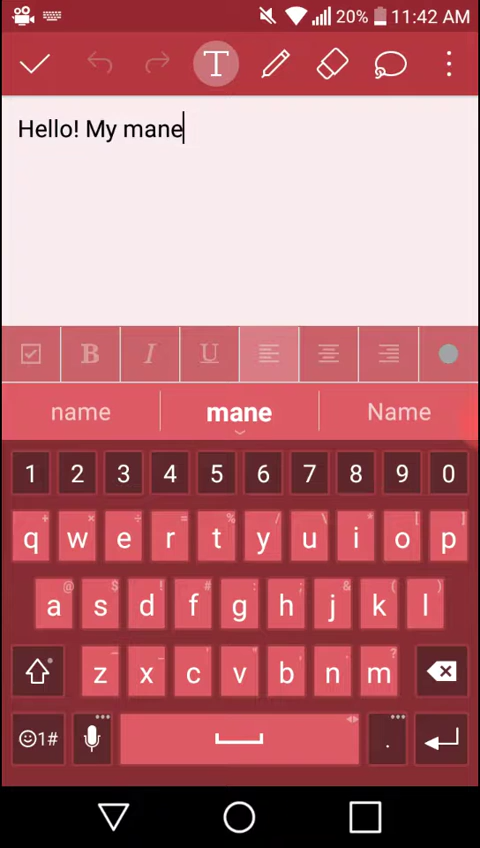 20% 11:42 AM
T
Hello! My mane
B I U
name mane Name
1 2 3 4 5 6 7 8 9 0
+ × ÷ = % / \ * [ ]
q w e r t y u i o p
@ $ ! # : ; & ( )
a s d f g h j k l
- _ ' " , ?
z x c v b n m
1# .